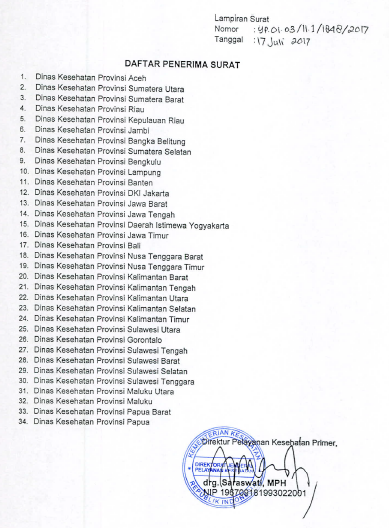 Lampiran Surat
Nomor : YP.01.03/11.1/1848/2017
Tanggal : 17 Juli 2017
DAFTAR PENERIMA SURAT
1. Dinas Kesehatan Provinsi Aceh
2. Dinas Kesehatan Provinsi Sumatera Utara
3. Dinas Kesehatan Provinsi Sumatera Barat
4. Dinas Kesehatan Provinsi Riau
5. Dinas Kesehatan Provinsi Kepulauan Riau
6. Dinas Kesehatan Provinsi Jambi
7. Dinas Kesehatan Provinsi Bangka Belitung
8. Dinas Kesehatan Provinsi Sumatera Selatan
9. Dinas Kesehatan Provinsi Bengkulu
10. Dinas Kesehatan Provinsi Lampung
11. Dinas Kesehatan Provinsi Banten
12. Dinas Kesehatan Provinsi DKI Jakarta
13. Dinas Kesehatan Provinsi Jawa Barat
14. Dinas Kesehatan Provinsi Jawa Tengah
15. Dinas Kesehatan Provinsi Daerah Istimewa Yogyakarta
16. Dinas Kesehatan Provinsi Jawa Timur
17. Dinas Kesehatan Provinsi Bali
18. Dinas Kesehatan Provinsi Nusa Tenggara Barat
19. Dinas Kesehatan Provinsi Nusa Tenggara Timur
20. Dinas Kesehatan Provinsi Kalimantan Barat
21. Dinas Kesehatan Provinsi Kalimantan Tengah
22. Dinas Kesehatan Provinsi Kalimantan Utara
23. Dinas Kesehatan Provinsi Kalimantan Selatan
24. Dinas Kesehatan Provinsi Kalimantan Timur
25. Dinas Kesehatan Provinsi Sulawesi Utara
26. Dinas Kesehatan Provinsi Gorontalo
27. Dinas Kesehatan Provinsi Sulawesi Tengah
28. Dinas Kesehatan Provinsi Sulawesi Barat
29. Dinas Kesehatan Provinsi Sulawesi Selatan
30. Dinas Kesehatan Provinsi Sulawesi Tenggara
31. Dinas Kesehatan Provinsi Maluku Utara
32. Dinas Kesehatan Provinsi Maluku
33. Dinas Kesehatan Provinsi Papua Barat
34. Dinas Kesehatan Provinsi Papua
Direktur Pelayanan Kesehatan Primer,
KEMENTERIAN KESEHATAN
DIREKTORAT JENDERAL
PELAYANAN KESEHATAN
REPUBLIK INDONESIA
drg. Saraswati, MPH
NIP 196709181993022001